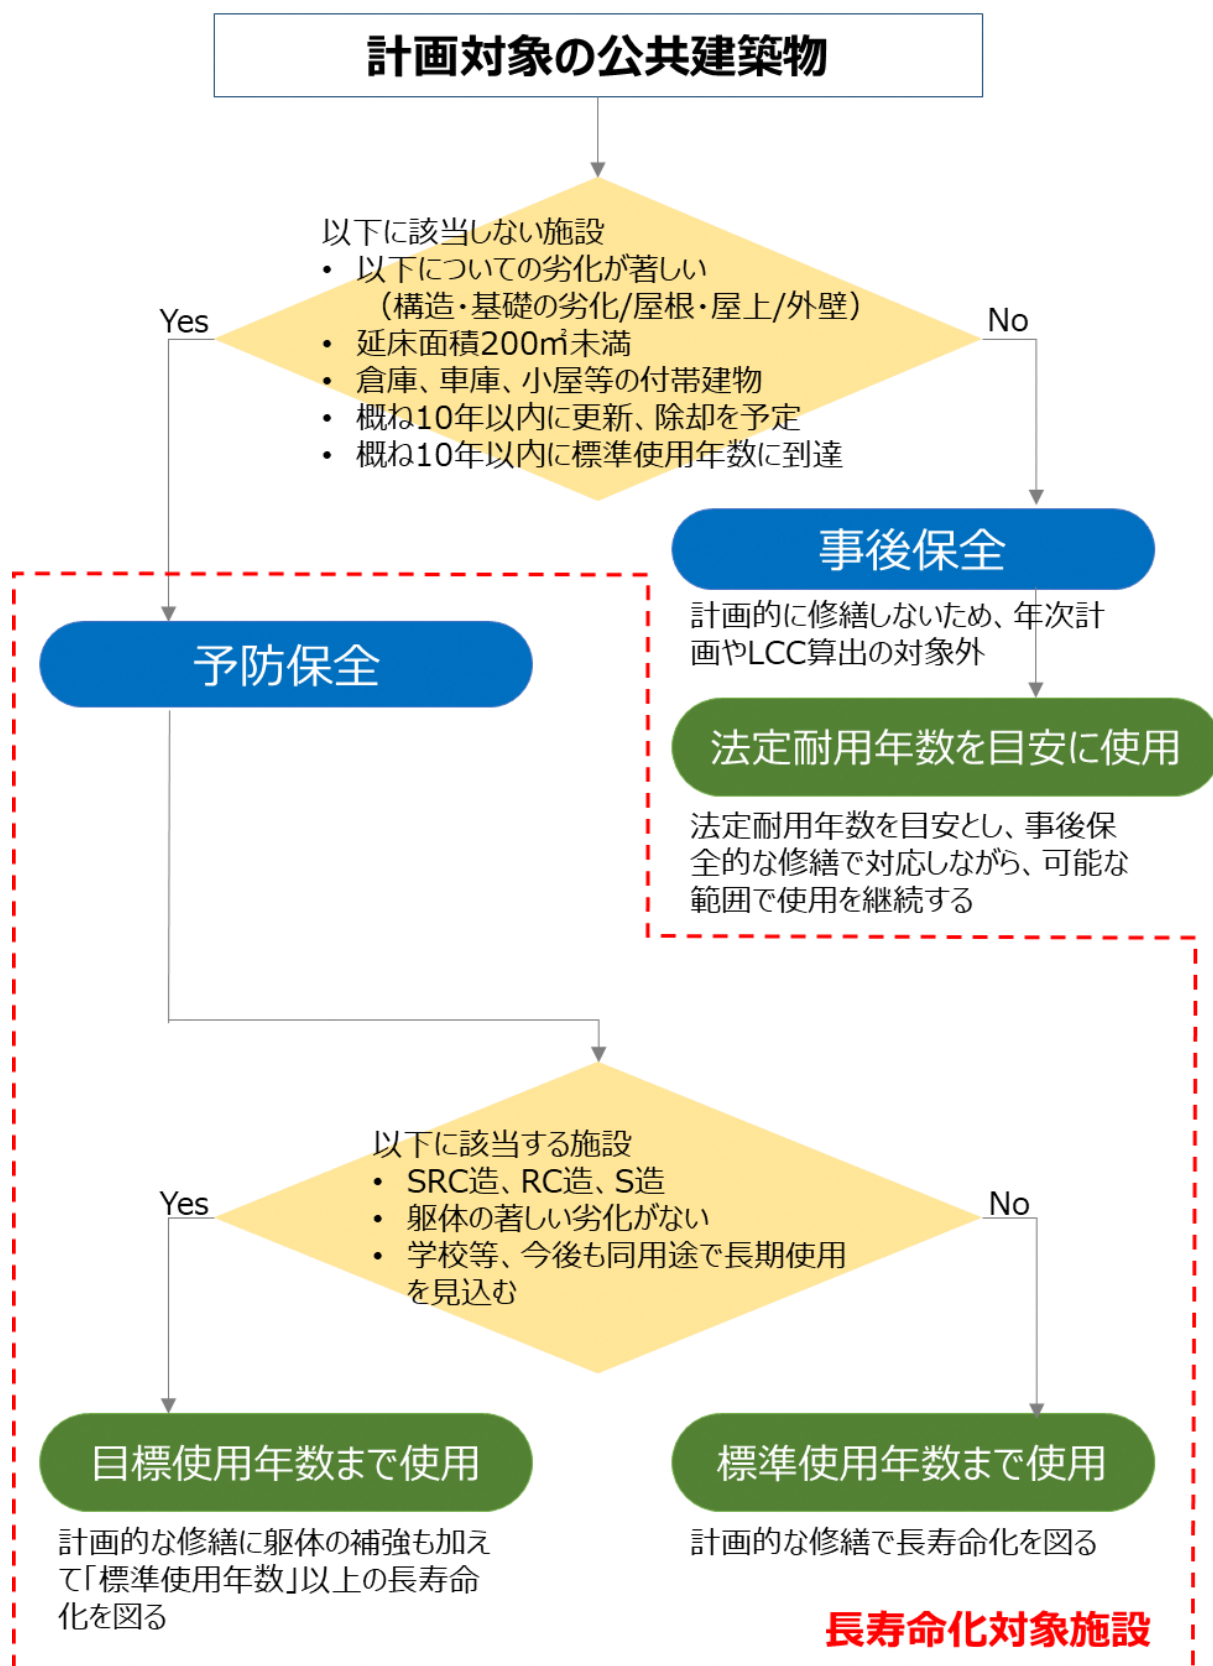 計画対象の公共建築物
以下に該当しない施設
• 以下についての劣化が著しい
（構造・基礎の劣化/屋根・屋上/外壁）
• 延床面積200㎡未満
• 倉庫、車庫、小屋等の付帯建物
• 概ね10年以内に更新、除却を予定
• 概ね10年以内に標準使用年数に到達
Yes
No
事後保全
計画的に修繕しないため、年次計
画やLCC算出の対象外
予防保全
法定耐用年数を目安に使用
法定耐用年数を目安とし、事後保
全的な修繕で対応しながら、可能な
範囲で使用を継続する
以下に該当する施設
• SRC造、RC造、S造
• 躯体の著しい劣化がない
• 学校等、今後も同用途で長期使用
を見込む
Yes
No
目標使用年数まで使用
計画的な修繕に躯体の補強も加え
て「標準使用年数」以上の長寿命
化を図る
標準使用年数まで使用
計画的な修繕で長寿命化を図る
長寿命化対象施設